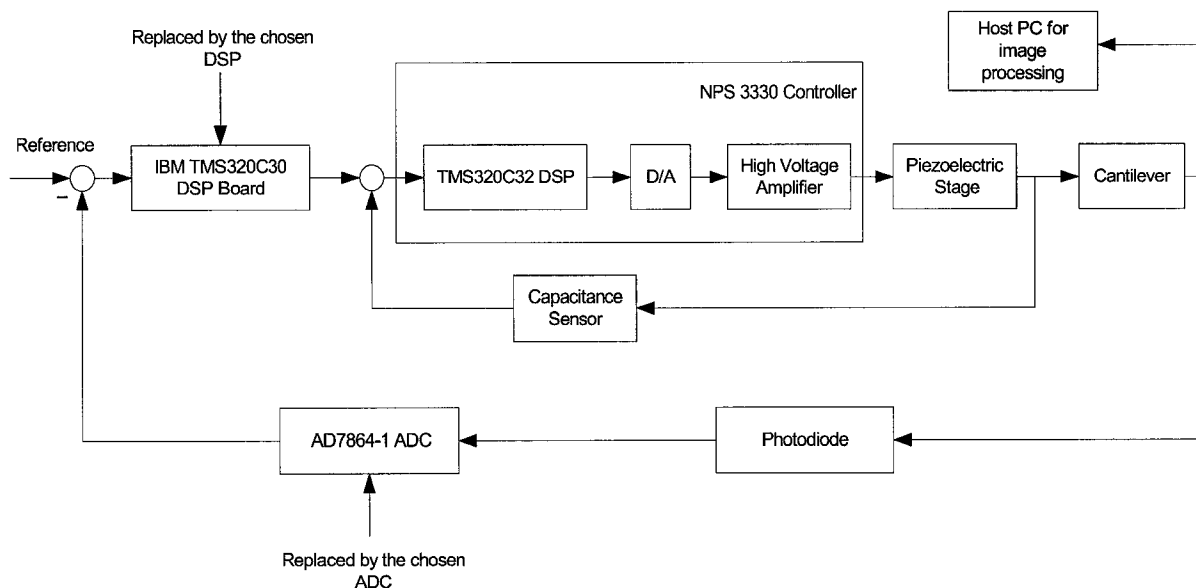 Replaced by the chosen
DSP
Host PC for
image
processing
NPS 3330 Controller
Reference
IBM TMS320C30
DSP Board
TMS320C32 DSP
D/A
High Voltage
Amplifier
Piezoelectric
Stage
Cantilever
–
Capacitance
Sensor
AD7864-1 ADC
Photodiode
Replaced by the chosen
ADC